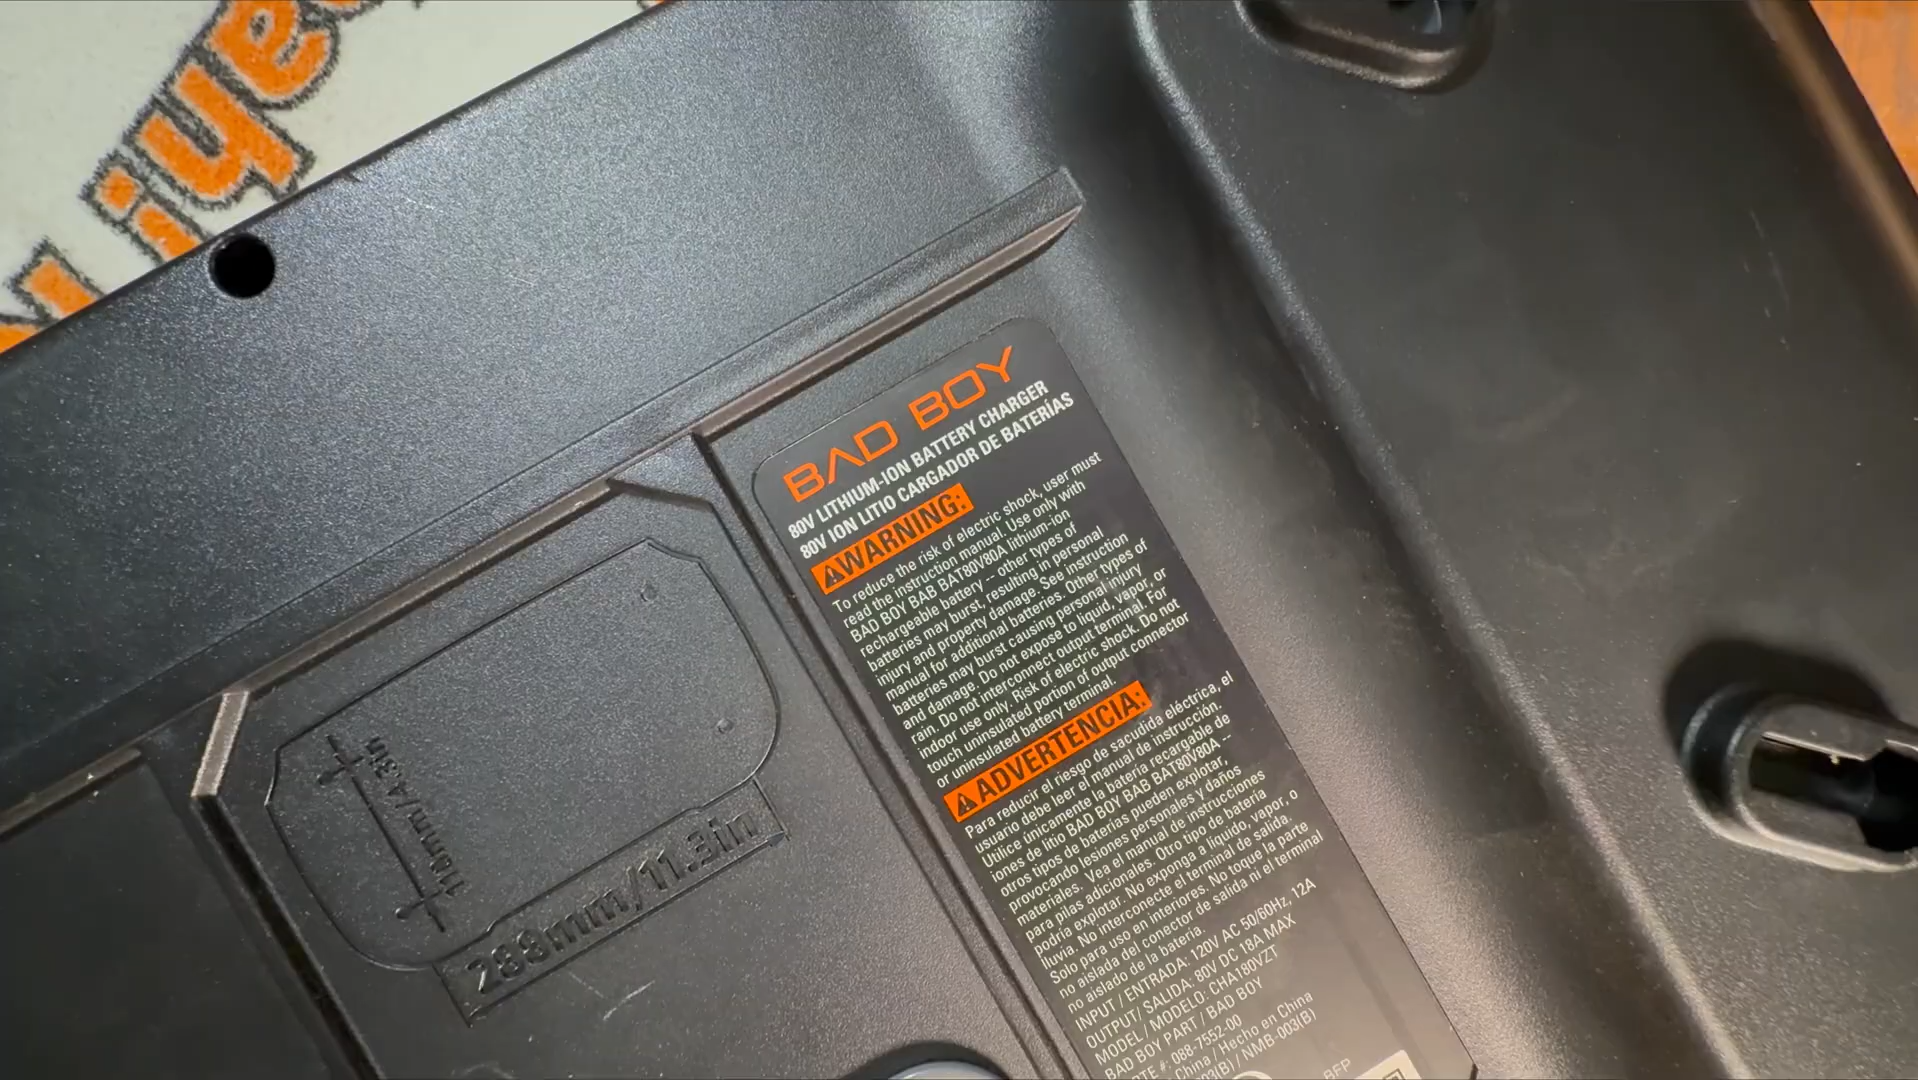 BAD BOY
80V LITHIUM-ION BATTERY CHARGER
80V ION LITIO CARGADOR DE BATERÍAS
WARNING:
To reduce the risk of electric shock, user must
read the instruction manual. Use only with
BAD BOY BAB BAT80V/80A lithium-ion
rechargeable battery -- other types of
batteries may burst, resulting in personal
injury and property damage. See instruction
manual for additional batteries. Other types of
batteries may burst causing personal injury
and damage. Do not expose to liquid, vapor, or
rain. Do not interconnect output terminal. For
indoor use only. Risk of electric shock. Do not
touch uninsulated portion of output connector
or uninsulated battery terminal.
ADVERTENCIA:
Para reducir el riesgo de sacudida eléctrica, el
usuario debe leer el manual de instrucción.
Utilice únicamente la batería recargable de
iones de litio BAD BOY BAB BAT80V80A --
otros tipos de baterías pueden explotar,
provocando lesiones personales y daños
materiales. Vea el manual de instrucciones
para pilas adicionales. Otro tipo de batería
podría explotar. No exponga a líquido, vapor, o
lluvia. No interconecte el terminal de salida.
Solo para uso en interiores. No toque la parte
no aislada del conector de salida ni el terminal
no aislado de la batería.
INPUT / ENTRADA: 120V AC 50/60Hz, 12A
OUTPUT/ SALIDA: 80V DC 18A MAX
MODEL / MODELO: CHA180VZT
BAD BOY PART / BAD BOY
RTE #: 088-7552-00
China / Hecho en China
003(B) / NMB-003(B)
BFP
110mm/4.3in
288mm/11.3in
liye